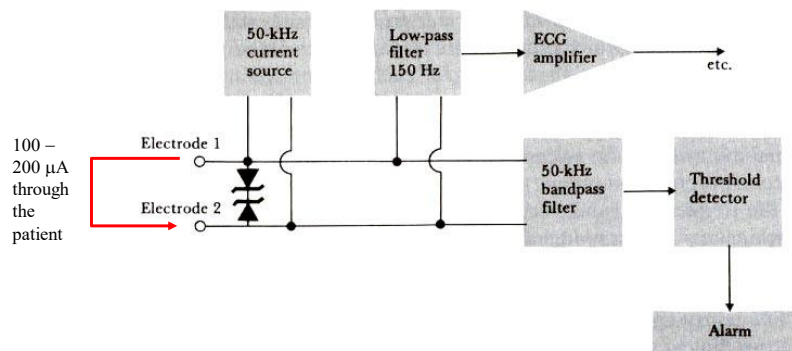 50-kHz
current
source
Low-pass
filter
150 Hz
ECG
amplifier
etc.
100 –
200 μA
through
the
patient
Electrode 1
Electrode 2
50-kHz
bandpass
filter
Threshold
detector
Alarm